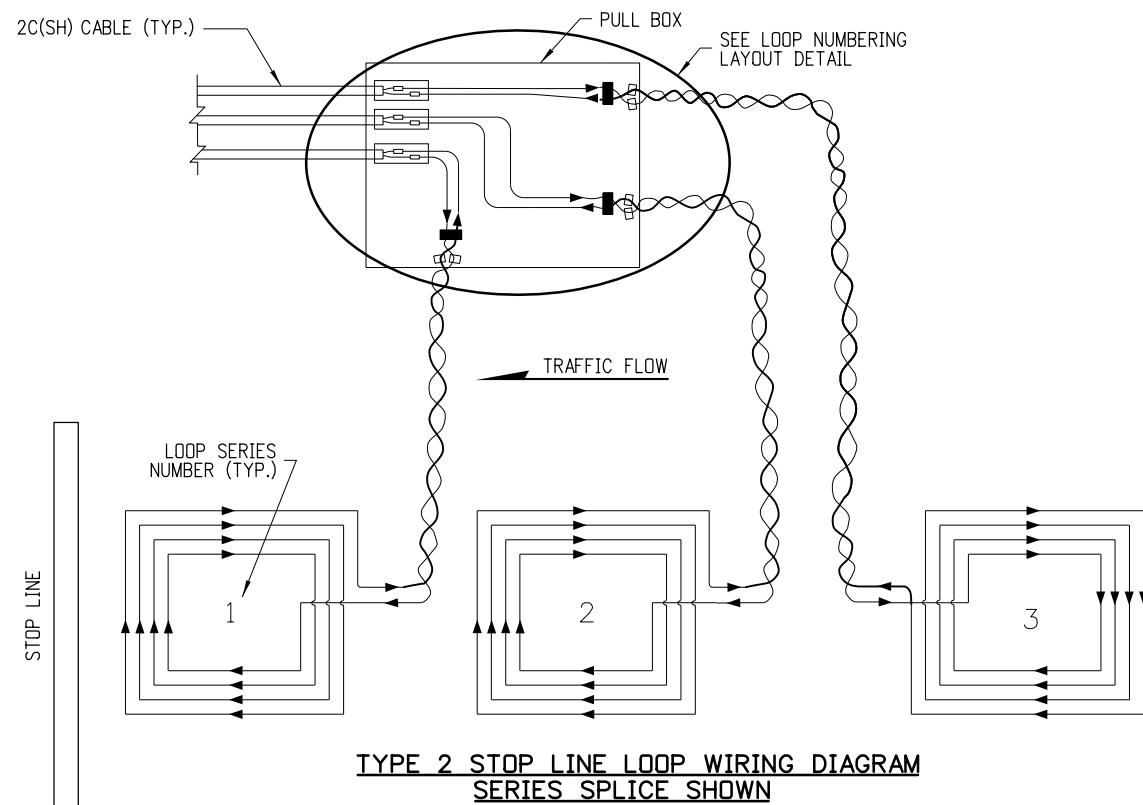 2C(SH) CABLE (TYP.)
PULL BOX
SEE LOOP NUMBERING
LAYOUT DETAIL
TRAFFIC FLOW
LOOP SERIES
NUMBER (TYP.)
STOP LINE
1
2
3
TYPE 2 STOP LINE LOOP WIRING DIAGRAM
SERIES SPLICE SHOWN